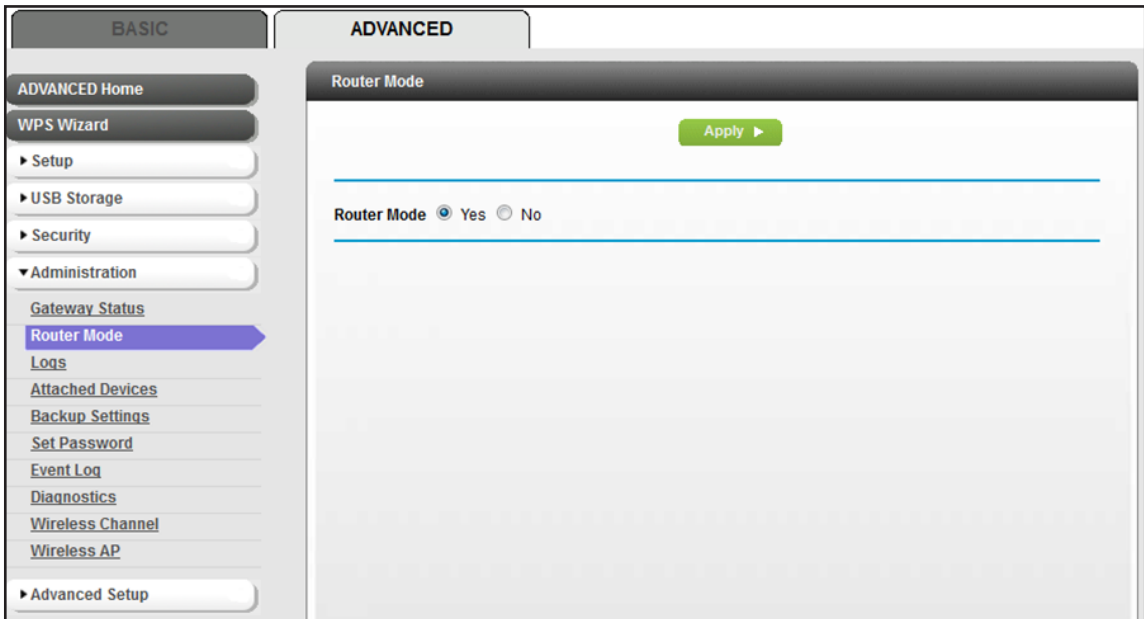 BASIC
ADVANCED
ADVANCED Home
WPS Wizard
Setup
USB Storage
Security
Administration
Gateway Status
Router Mode
Logs
Attached Devices
Backup Settings
Set Password
Event Log
Diagnostics
Wireless Channel
Wireless AP
Advanced Setup
Router Mode
Apply
Router Mode Yes No